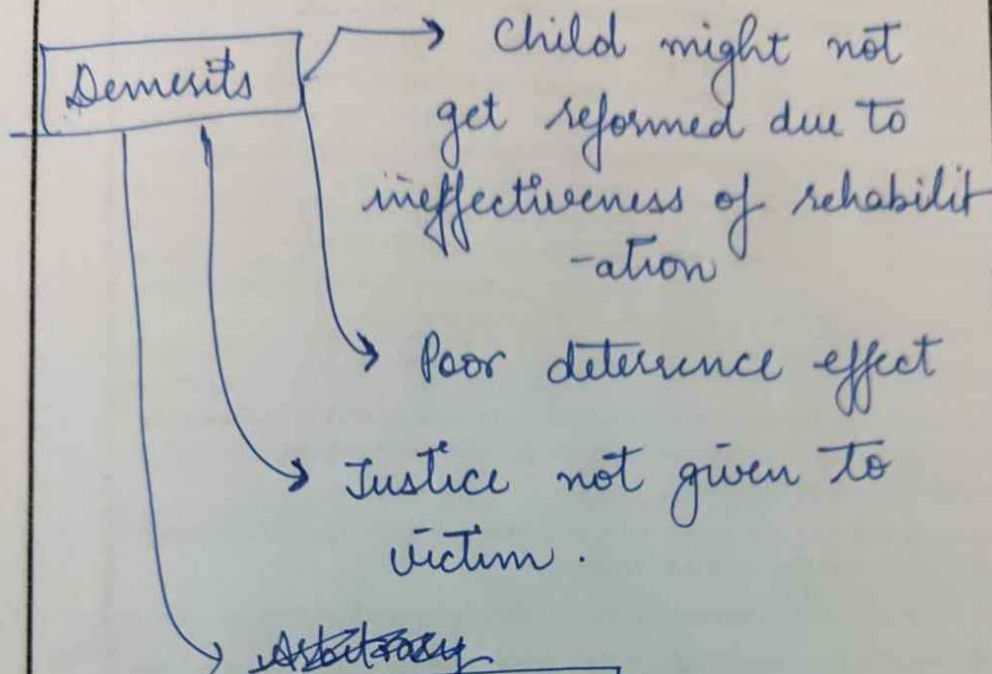 Demerits
Child might not
get reformed due to
ineffectiveness of rehabilit
-ation
Poor deterrence effect
Justice not given to
victim.